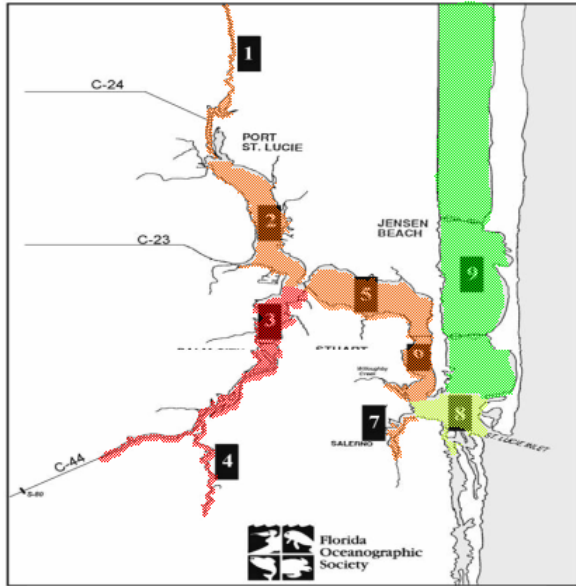 1
C-24
PORT
ST. LUCIE
2
JENSEN
BEACH
C-23
9
5
3
STUART
6
Willoughby
Creek
7
8
ST. LUCIE INLET
SALERNO
4
C-44
S-80
Florida
Oceanographic
Society